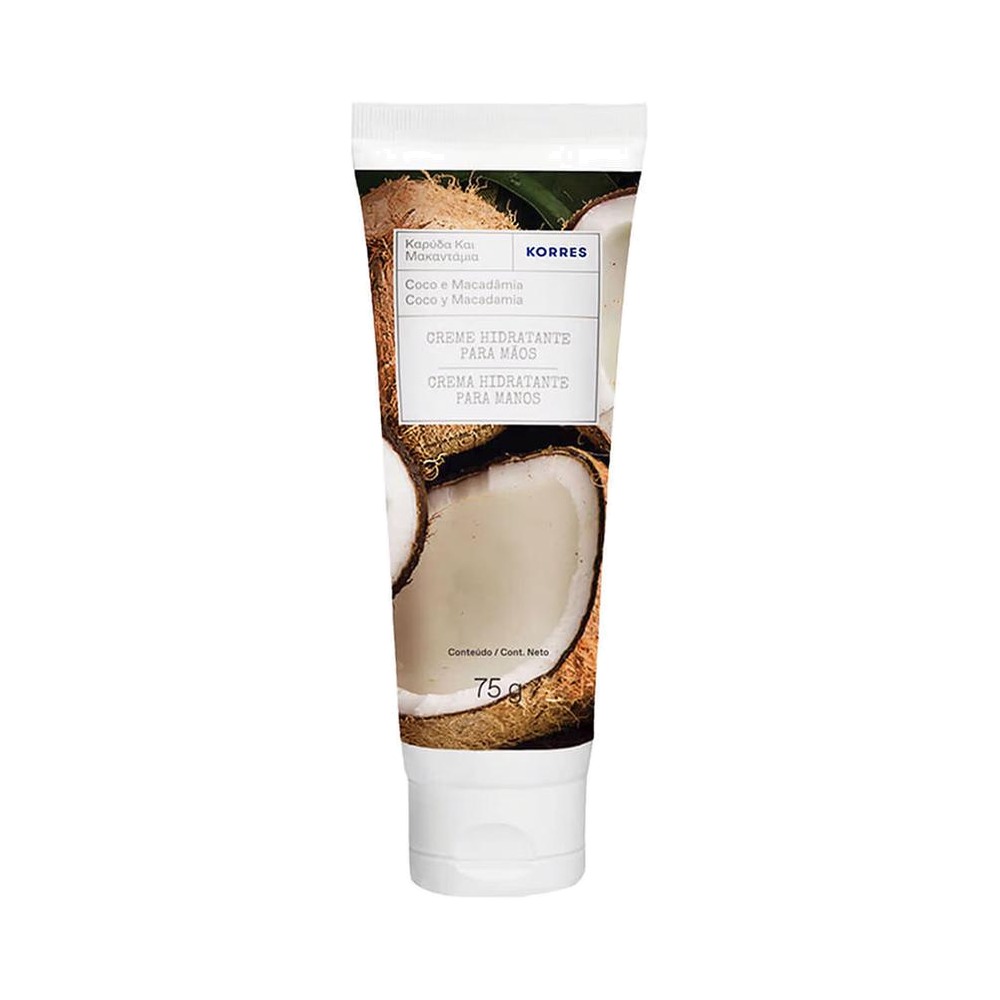 Καρύδα Και
Μακαντάμια
KORRES
Coco e Macadâmia
Coco y Macadamia
CREME HIDRATANTE
PARA MÃOS
CREMA HIDRATANTE
PARA MANOS
Conteúdo / Cont. Neto
75 g